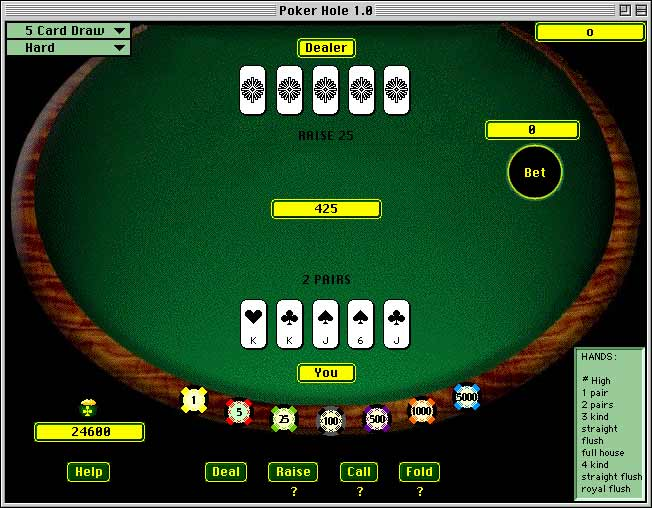 Poker Hole 1.0
5 Card Draw
Hard
o
Dealer
RAISE 25
0
Bet
425
2 PAIRS
K K J 6 J
You
1
5
25
100
500
1000
5000
24600
HANDS:
# High
1 pair
2 pairs
3 kind
straight
flush
full house
4 kind
straight flush
royal flush
Help Deal Raise Call Fold
? ? ?